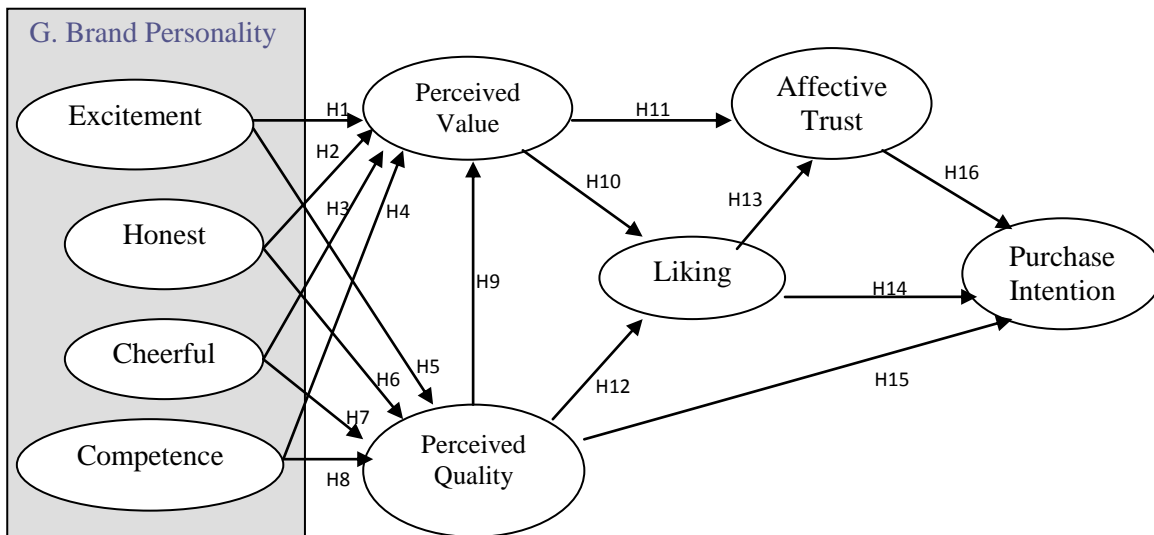 G. Brand Personality
Excitement
Honest
Cheerful
Competence
H1
H2
H3
H4
H5
H6
H7
H8
Perceived
Value
H9
Perceived
Quality
H11
H10
H12
Liking
H13
Affective
Trust
H14
H15
H16
Purchase
Intention